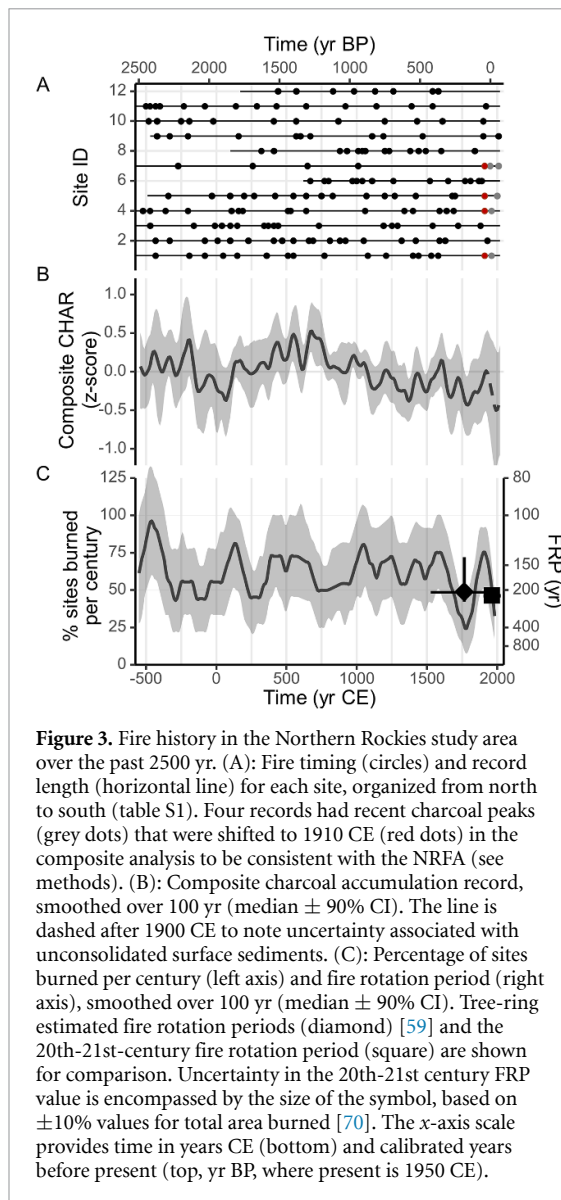 Time (yr BP)
2500 2000 1500 1000 500 0
A
12
10
8
6
4
2
Site ID
B
1.0
0.5
0.0
-0.5
-1.0
Composite CHAR
(z-score)
C
125
100
75
50
25
0
% sites burned
per century
80
100
150
200
400
800
FRP (yr)
-500 0 500 1000 1500 2000
Time (yr CE)
Figure 3. Fire history in the Northern Rockies study area
over the past 2500 yr. (A): Fire timing (circles) and record
length (horizontal line) for each site, organized from north
to south (table S1). Four records had recent charcoal peaks
(grey dots) that were shifted to 1910 CE (red dots) in the
composite analysis to be consistent with the NRFA (see
methods). (B): Composite charcoal accumulation record,
smoothed over 100 yr (median ± 90% CI). The line is
dashed after 1900 CE to note uncertainty associated with
unconsolidated surface sediments. (C): Percentage of sites
burned per century (left axis) and fire rotation period (right
axis), smoothed over 100 yr (median ± 90% CI). Tree-ring
estimated fire rotation periods (diamond) [59] and the
20th-21st-century fire rotation period (square) are shown
for comparison. Uncertainty in the 20th-21st century FRP
value is encompassed by the size of the symbol, based on
±10% values for total area burned [70]. The x-axis scale
provides time in years CE (bottom) and calibrated years
before present (top, yr BP, where present is 1950 CE).